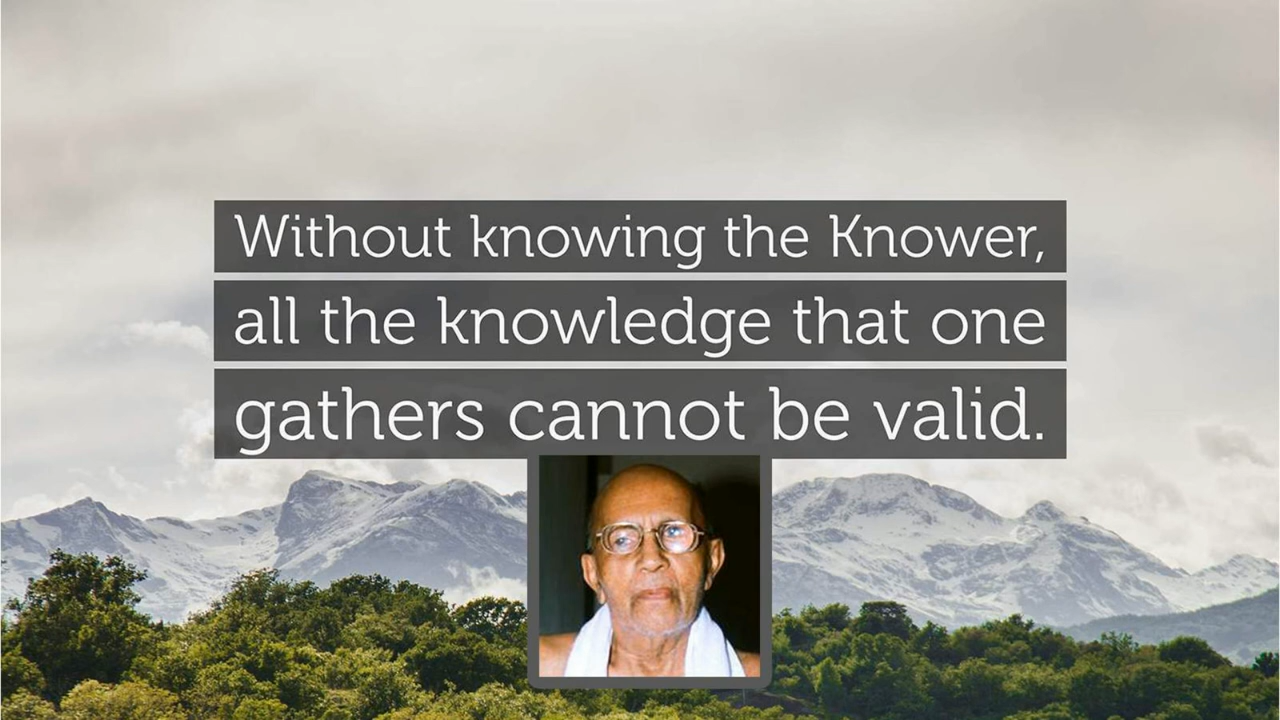 Without knowing the Knower,
all the knowledge that one
gathers cannot be valid.